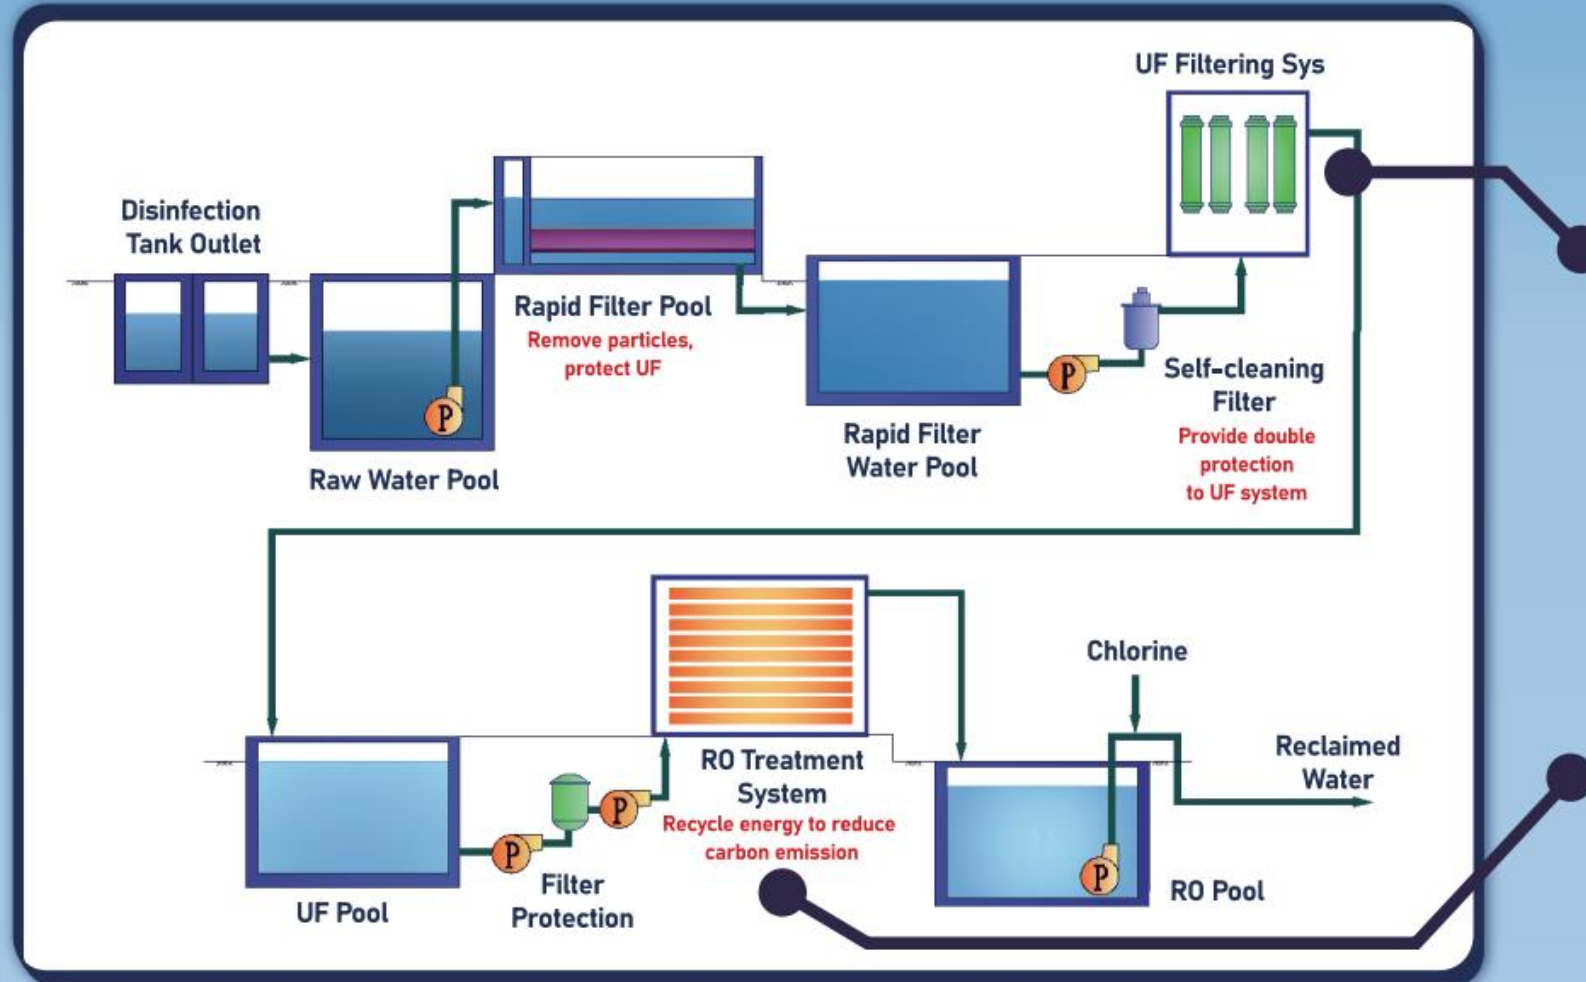 UF Filtering Sys
Disinfection
Tank Outlet
Rapid Filter Pool
Remove particles,
protect UF
P
Raw Water Pool
Rapid Filter
Water Pool
P
Self-cleaning
Filter
Provide double
protection
to UF system
UF Pool
P
Filter
Protection
P
RO Treatment
System
Recycle energy to reduce
carbon emission
Chlorine
Reclaimed
Water
P
RO Pool